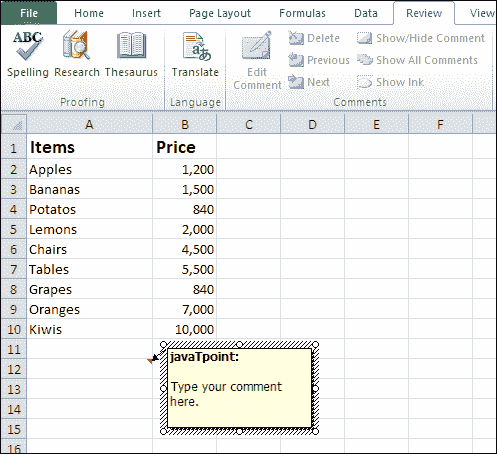 File Home Insert Page Layout Formulas Data Review View
ABC
Spelling Research Thesaurus
Proofing
Translate
Language
Edit Comment
Delete
Previous
Next
Show/Hide Comment
Show All Comments
Show Ink
Comments
A B C D E F
1 Items Price
2 Apples 1,200
3 Bananas 1,500
4 Potatos 840
5 Lemons 2,000
6 Chairs 4,500
7 Tables 5,500
8 Grapes 840
9 Oranges 7,000
10 Kiwis 10,000
11
12
13
14
15
16
javaTpoint:
Type your comment
here.